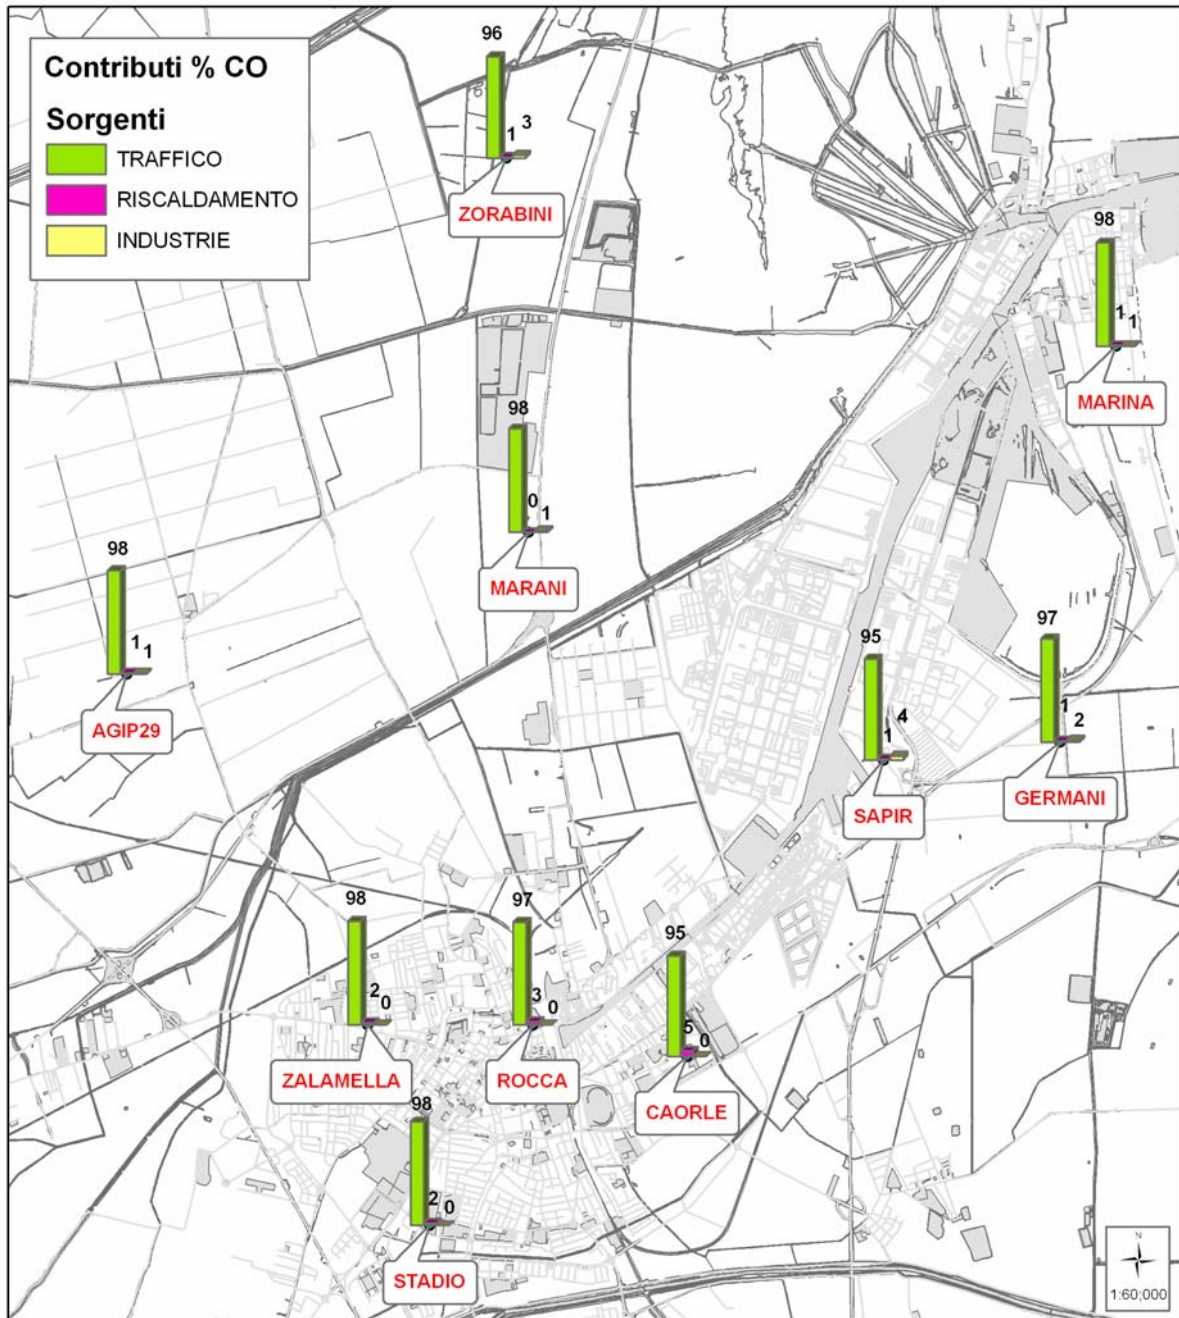 Contributi % CO
Sorgenti
TRAFFICO
RISCALDAMENTO
INDUSTRIE
96
1 3
ZORABINI
98
1 1
MARINA
98
0
1
MARANI
98
1 1
AGIP29
97
1
2
GERMANI
95
4
1
SAPIR
98
2 0
ZALAMELLA
97
3 0
ROCCA
95
5 0
CAORLE
98
2 0
STADIO
N
1:60;000